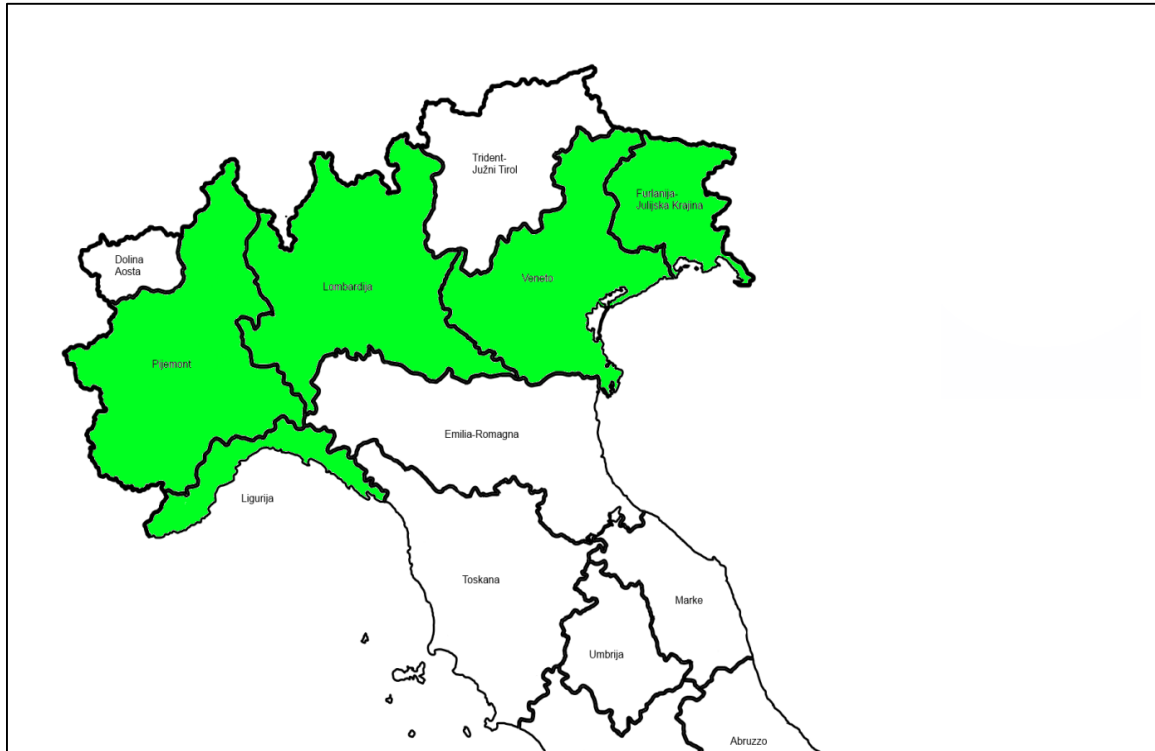 Trident-
Južni Tirol
Furlanija-
Julijska Krajina
Dolina
Aosta
Veneto
Lombardija
Pijemont
Emilia-Romagna
Ligurija
Toskana
Marke
Umbrija
Abruzzo